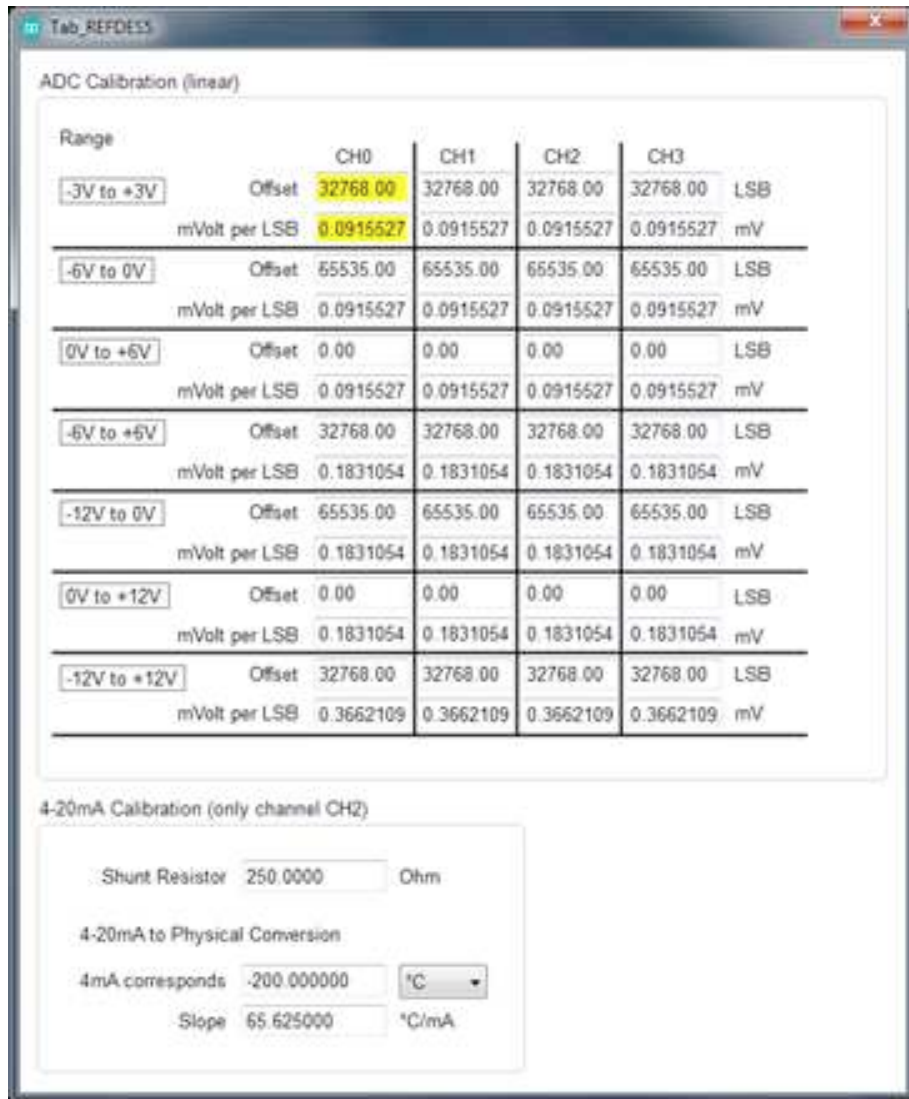 Tab_REFDES5
ADC Calibration (linear)
Range
CH0 CH1 CH2 CH3
-3V to +3V Offset 32768.00 32768.00 32768.00 32768.00 LSB
mVolt per LSB 0.0915527 0.0915527 0.0915527 0.0915527 mV
-6V to 0V Offset 65535.00 65535.00 65535.00 65535.00 LSB
mVolt per LSB 0.0915527 0.0915527 0.0915527 0.0915527 mV
0V to +6V Offset 0.00 0.00 0.00 0.00 LSB
mVolt per LSB 0.0915527 0.0915527 0.0915527 0.0915527 mV
-6V to +6V Offset 32768.00 32768.00 32768.00 32768.00 LSB
mVolt per LSB 0.1831054 0.1831054 0.1831054 0.1831054 mV
-12V to 0V Offset 65535.00 65535.00 65535.00 65535.00 LSB
mVolt per LSB 0.1831054 0.1831054 0.1831054 0.1831054 mV
0V to +12V Offset 0.00 0.00 0.00 0.00 LSB
mVolt per LSB 0.1831054 0.1831054 0.1831054 0.1831054 mV
-12V to +12V Offset 32768.00 32768.00 32768.00 32768.00 LSB
mVolt per LSB 0.3662109 0.3662109 0.3662109 0.3662109 mV
4-20mA Calibration (only channel CH2)
Shunt Resistor 250.0000 Ohm
4-20mA to Physical Conversion
4mA corresponds -200.000000 °C
Slope 65.625000 °C/mA